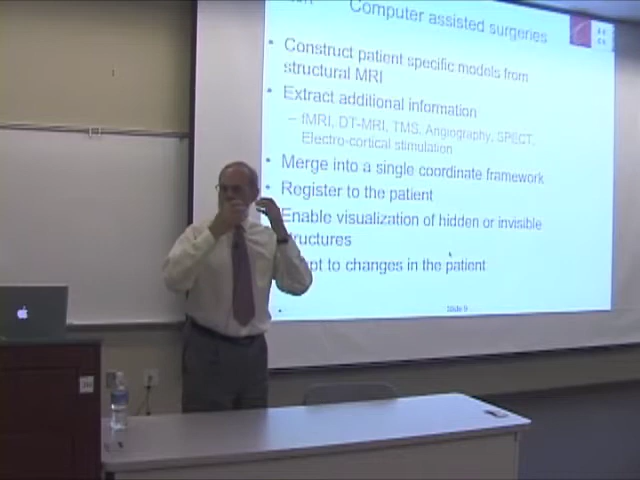 Computer assisted surgeries
• Construct patient specific models from
structural MRI
• Extract additional information
– fMRI, DT-MRI, TMS, Angiography, SPECT,
Electro-cortical stimulation
• Merge into a single coordinate framework
• Register to the patient
Enable visualization of hidden or invisible
structures
to changes in the patient
Slide 9